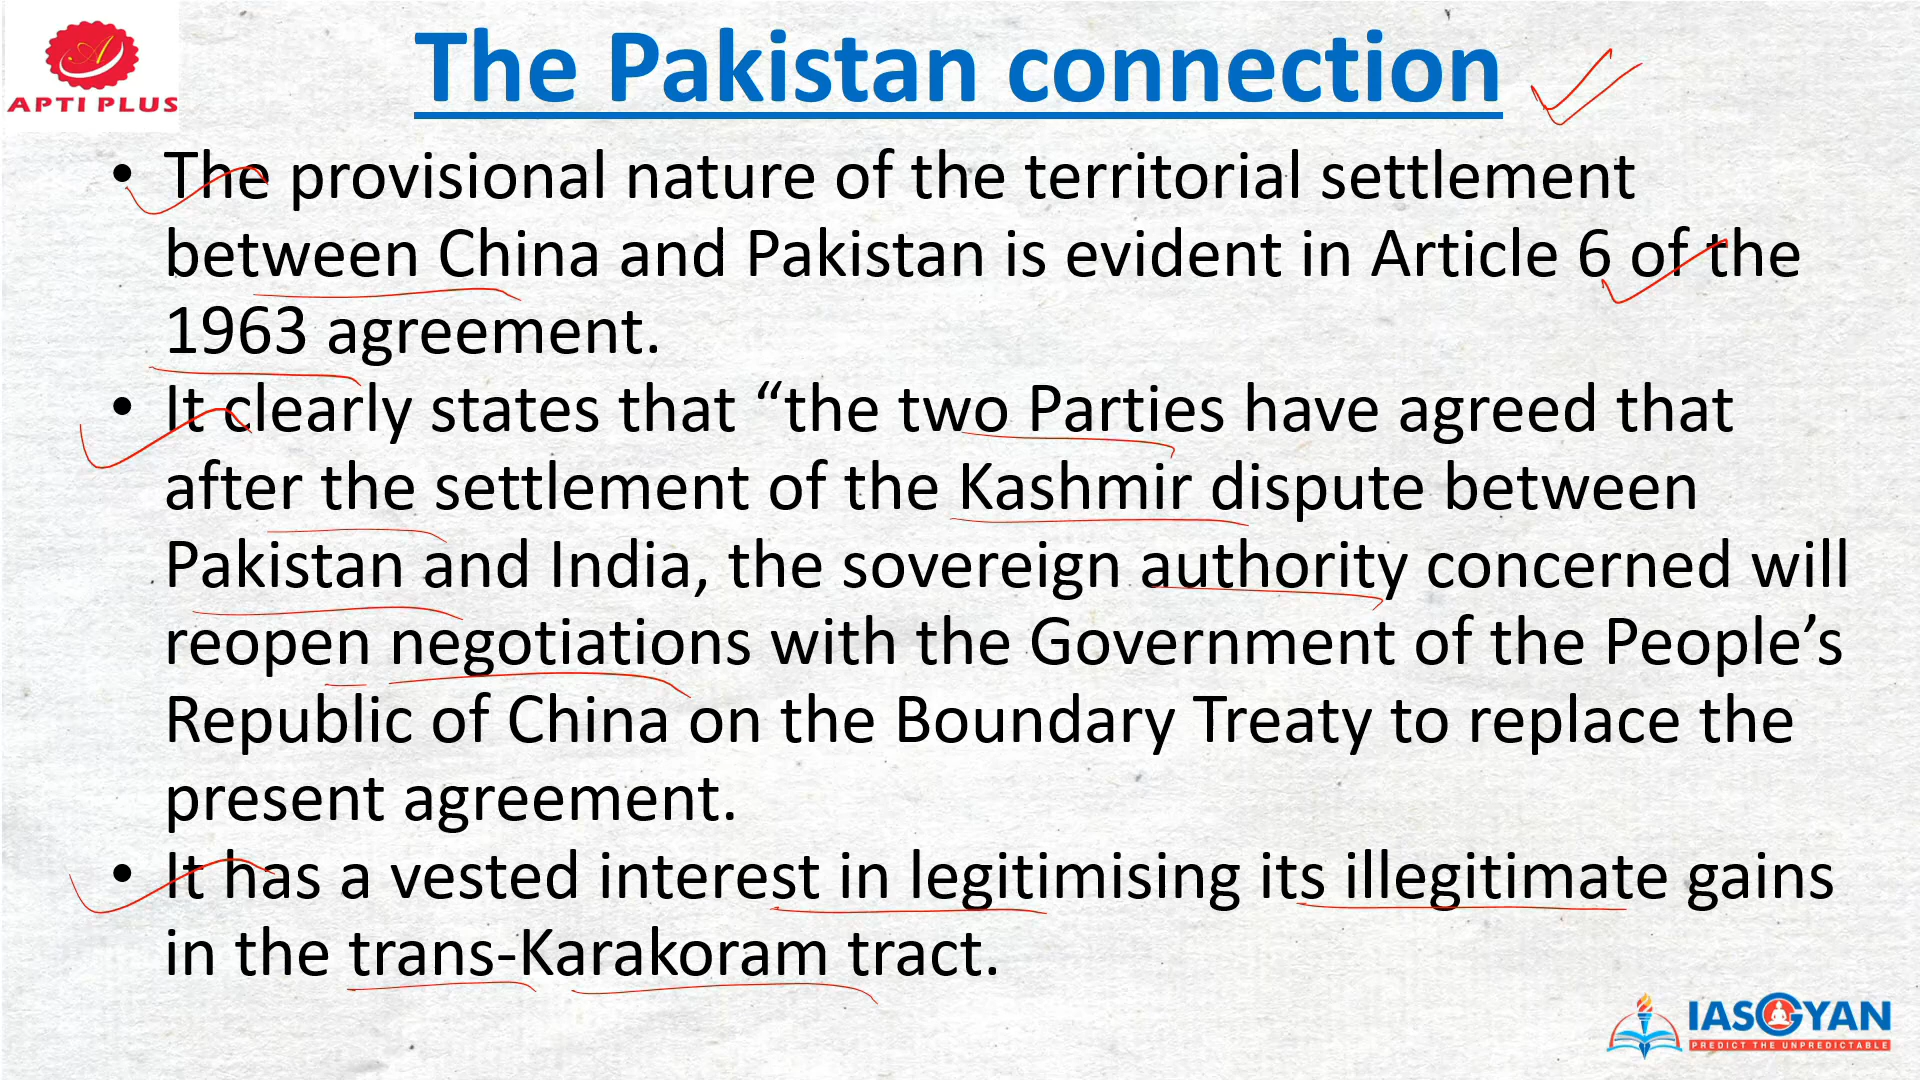 APTI PLUS
The Pakistan connection
• The provisional nature of the territorial settlement
between China and Pakistan is evident in Article 6 of the
1963 agreement.
• It clearly states that “the two Parties have agreed that
after the settlement of the Kashmir dispute between
Pakistan and India, the sovereign authority concerned will
reopen negotiations with the Government of the People’s
Republic of China on the Boundary Treaty to replace the
present agreement.
• It has a vested interest in legitimising its illegitimate gains
in the trans-Karakoram tract.
IASGYAN
PREDICT THE UNPREDICTABLE